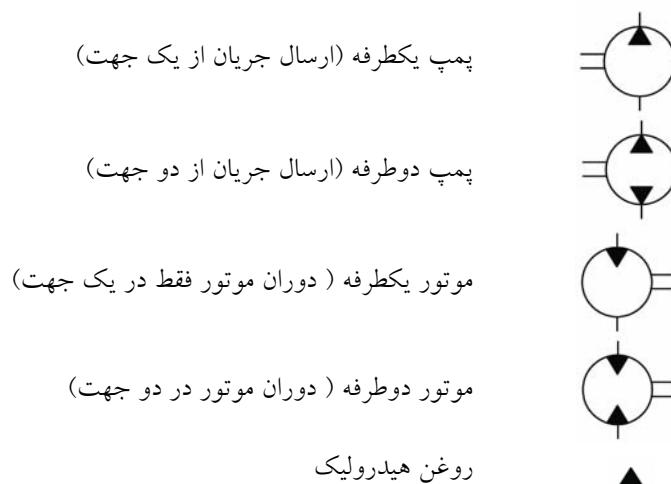 پمپ یکطرفه (ارسال جریان از یک جهت)
پمپ دوطرفه (ارسال جریان از دو جهت)
موتور یکطرفه ( دوران موتور فقط در یک جهت)
موتور دوطرفه ( دوران موتور در دو جهت)
روغن هیدرولیک